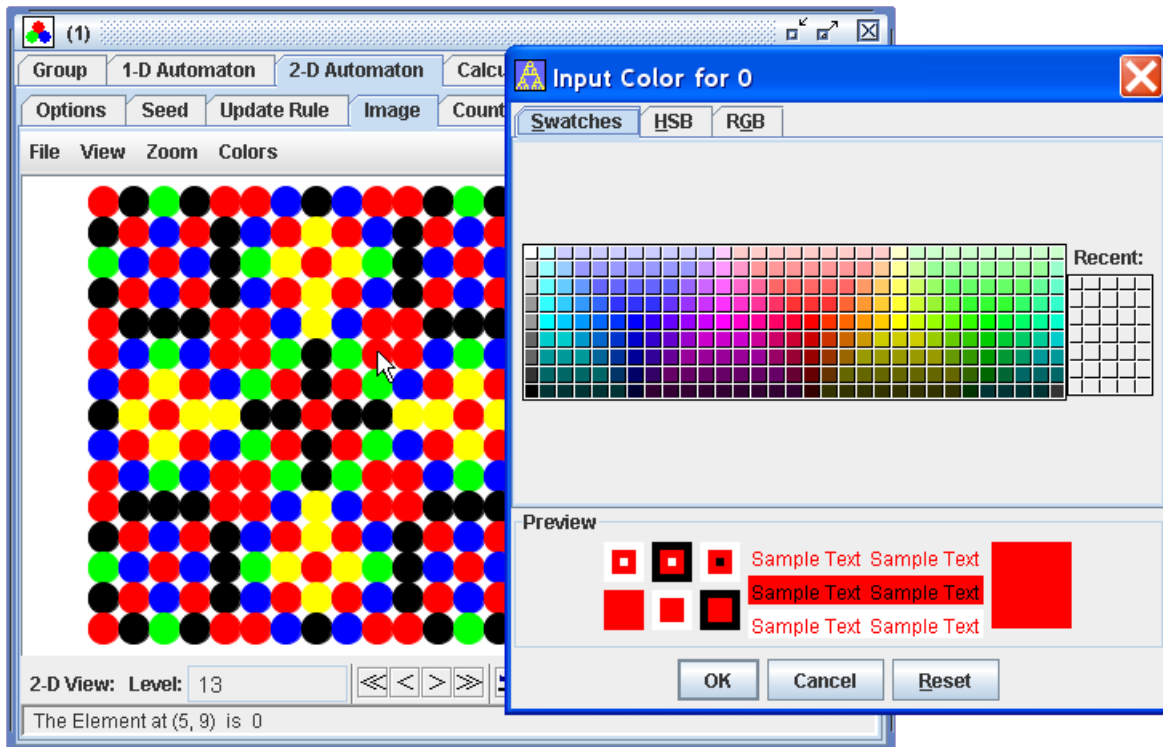 (1)
Group 1-D Automaton 2-D Automaton
Options Seed Update Rule Image
File View Zoom Colors
2-D View: Level: 13
The Element at (5, 9) is 0
Input Color for 0
Swatches HSB RGB
Recent:
Preview
Sample Text Sample Text
Sample Text Sample Text
Sample Text Sample Text
OK Cancel Reset